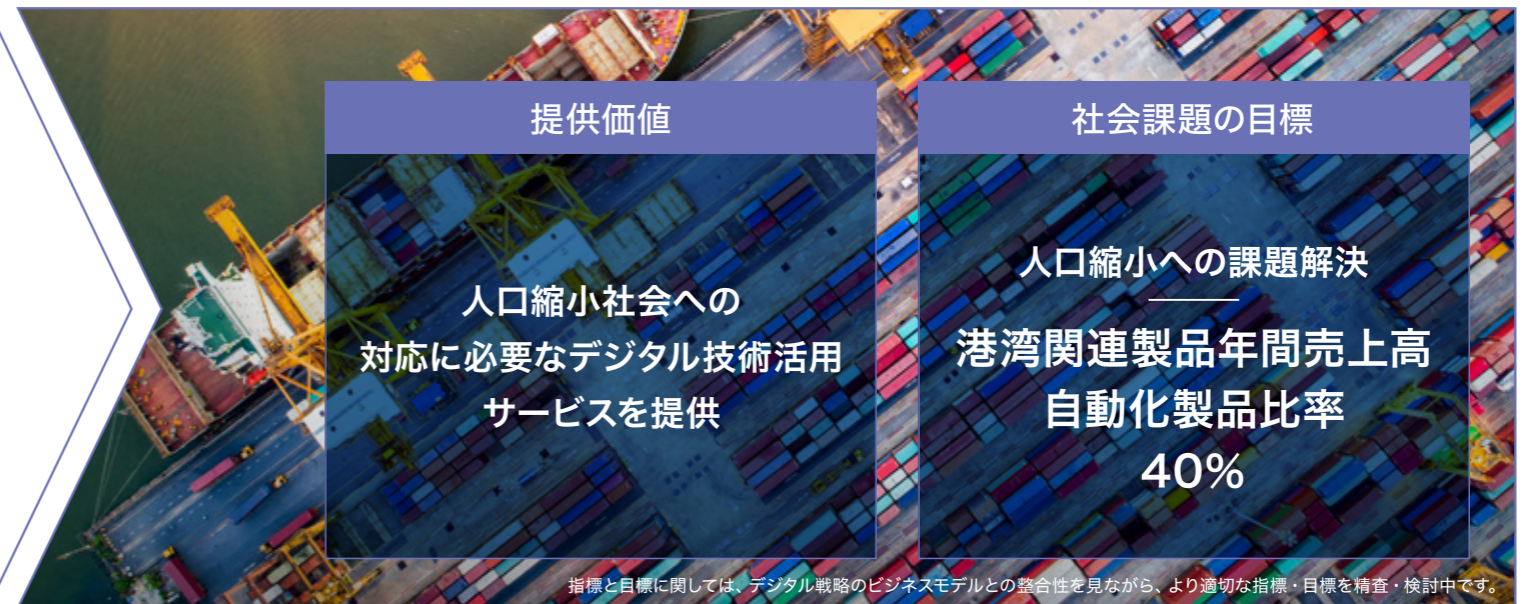 提供価値
人口縮小社会への
対応に必要なデジタル技術活用
サービスを提供
社会課題の目標
人口縮小への課題解決
港湾関連製品年間売上高
自動化製品比率
40%
指標と目標に関しては、デジタル戦略のビジネスモデルとの整合性を見ながら、より適切な指標・目標を精査・検討中です。